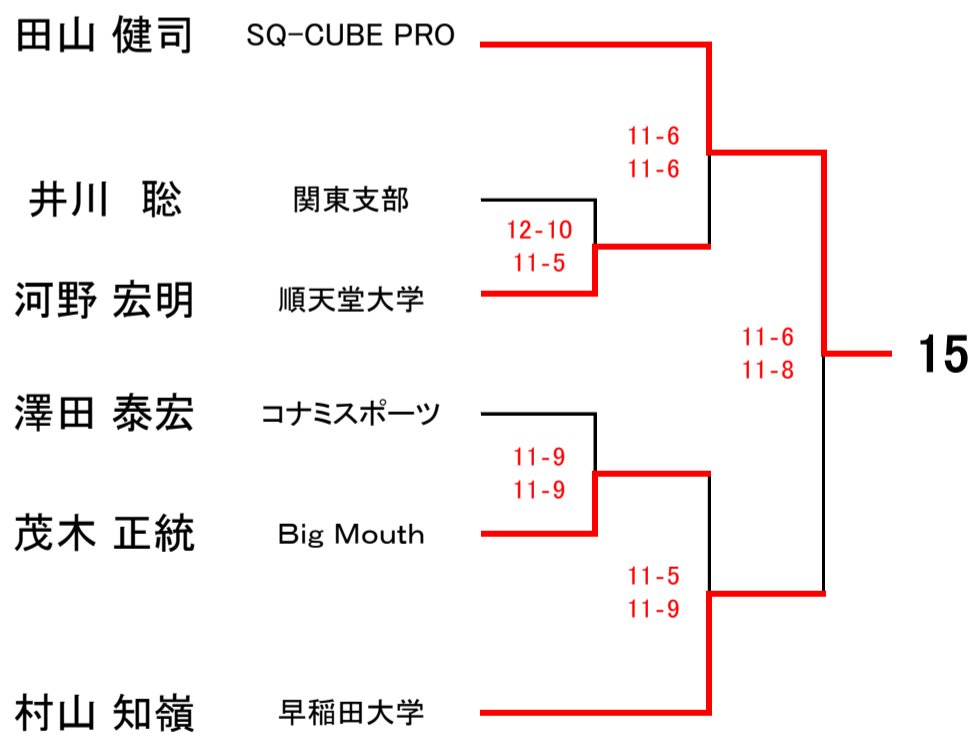 田山 健司 SQ-CUBE PRO
11-6
11-6
井川 聡 関東支部
12-10
11-5
河野 宏明 順天堂大学
11-6
11-8
15
澤田 泰宏 コナミスポーツ
11-9
11-9
茂木 正統 Big Mouth
11-5
11-9
村山 知嶺 早稲田大学